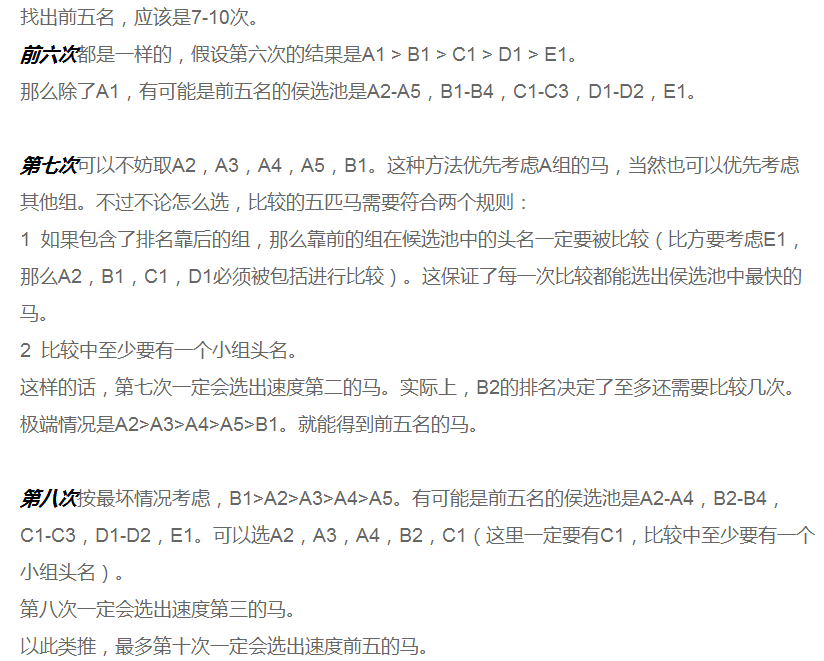 找出前五名，应该是7-10次。
前六次都是一样的，假设第六次的结果是A1 > B1 > C1 > D1 > E1。
那么除了A1，有可能是前五名的侯选池是A2-A5，B1-B4，C1-C3，D1-D2，E1。
第七次可以不妨取A2，A3，A4，A5，B1。这种方法优先考虑A组的马，当然也可以优先考虑
其他组。不过不论怎么选，比较的五匹马需要符合两个规则：
1 如果包含了排名靠后的组，那么靠前的组在候选池中的头名一定要被比较（比方要考虑E1，
那么A2，B1，C1，D1必须被包括进行比较）。这保证了每一次比较都能选出侯选池中最快的
马。
2 比较中至少要有一个小组头名。
这样的话，第七次一定会选出速度第二的马。实际上，B2的排名决定了至多还需要比较几次。
极端情况是A2>A3>A4>A5>B1。就能得到前五名的马。
第八次按最坏情况考虑，B1>A2>A3>A4>A5。有可能是前五名的侯选池是A2-A4，B2-B4，
C1-C3，D1-D2，E1。可以选A2，A3，A4，B2，C1（这里一定要有C1，比较中至少要有一个
小组头名）。
第八次一定会选出速度第三的马。
以此类推，最多第十次一定会选出速度前五的马。